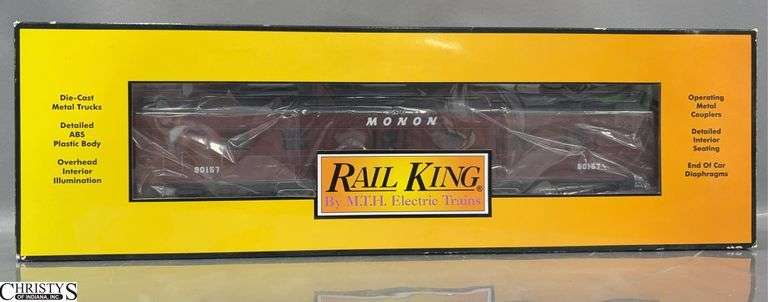 Die-Cast
Metal Trucks
Detailed
ABS
Plastic Body
Overhead
Interior
Illumination
MONON
80157
80157
RAIL KING®
By M.T.H. Electric Trains
Operating
Metal
Couplers
Detailed
Interior
Seating
End Of Car
Diaphragms
CHRISTY'S
OF INDIANA, INC.